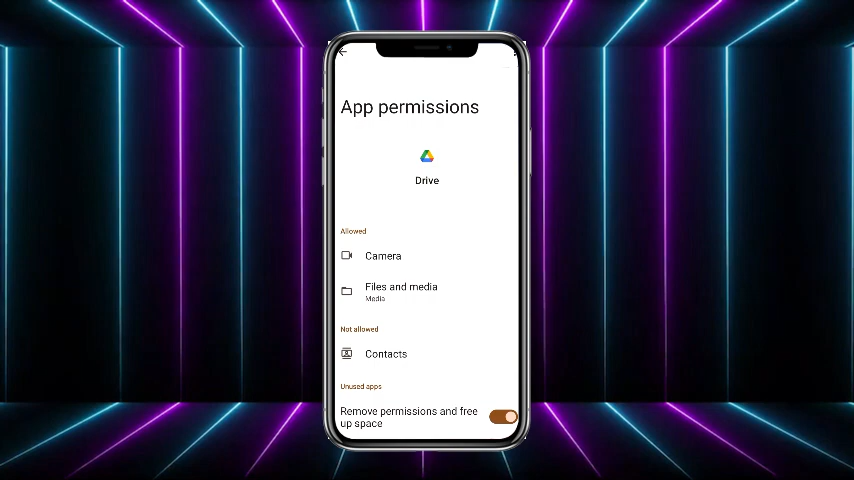 App permissions
Drive
Allowed
Camera
Files and media
Media
Not allowed
Contacts
Unused apps
Remove permissions and free
up space